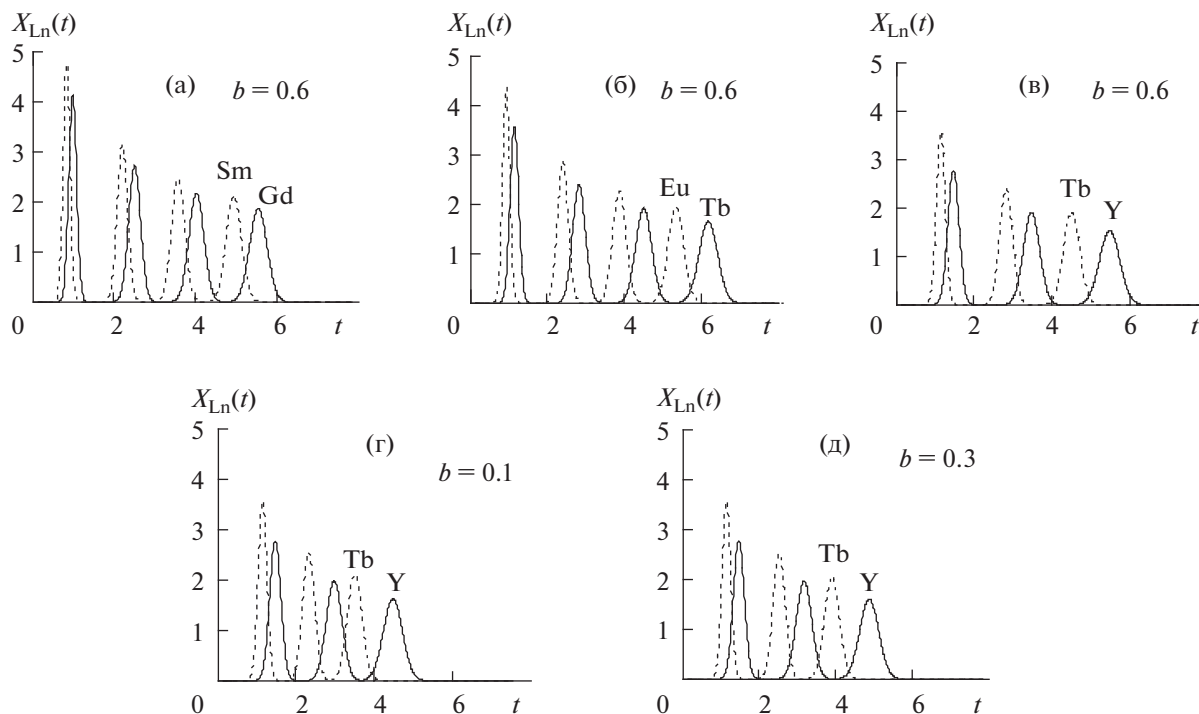 X_Ln(t)
5
4
3
2
1
0
2
4
6
t
(а)
b = 0.6
Sm
Gd
X_Ln(t)
5
4
3
2
1
0
2
4
6
t
(б)
b = 0.6
Eu
Tb
X_Ln(t)
5
4
3
2
1
0
2
4
6
t
(в)
b = 0.6
Tb
Y
X_Ln(t)
5
4
3
2
1
0
2
4
6
t
(г)
b = 0.1
Tb
Y
X_Ln(t)
5
4
3
2
1
0
2
4
6
t
(д)
b = 0.3
Tb
Y